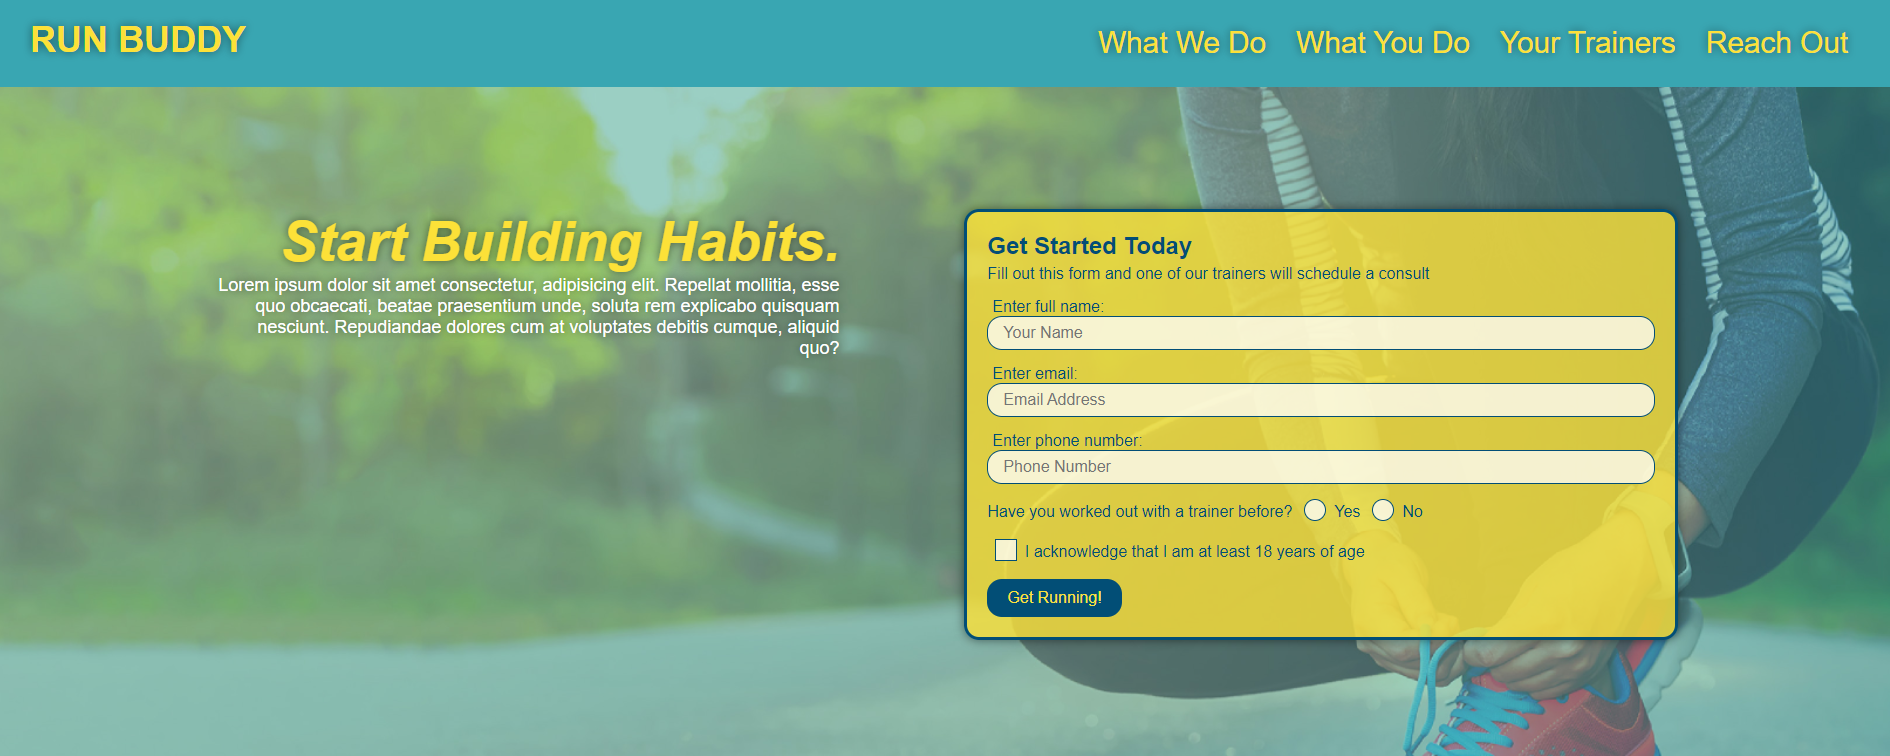 RUN BUDDY
What We Do What You Do Your Trainers Reach Out
Start Building Habits.
Lorem ipsum dolor sit amet consectetur, adipisicing elit. Repellat mollitia, esse
quo obcaecati, beatae praesentium unde, soluta rem explicabo quisquam
nesciunt. Repudiandae dolores cum at voluptates debitis cumque, aliquid
quo?
Get Started Today
Fill out this form and one of our trainers will schedule a consult
Enter full name:
Your Name
Enter email:
Email Address
Enter phone number:
Phone Number
Have you worked out with a trainer before? Yes No
I acknowledge that I am at least 18 years of age
Get Running!